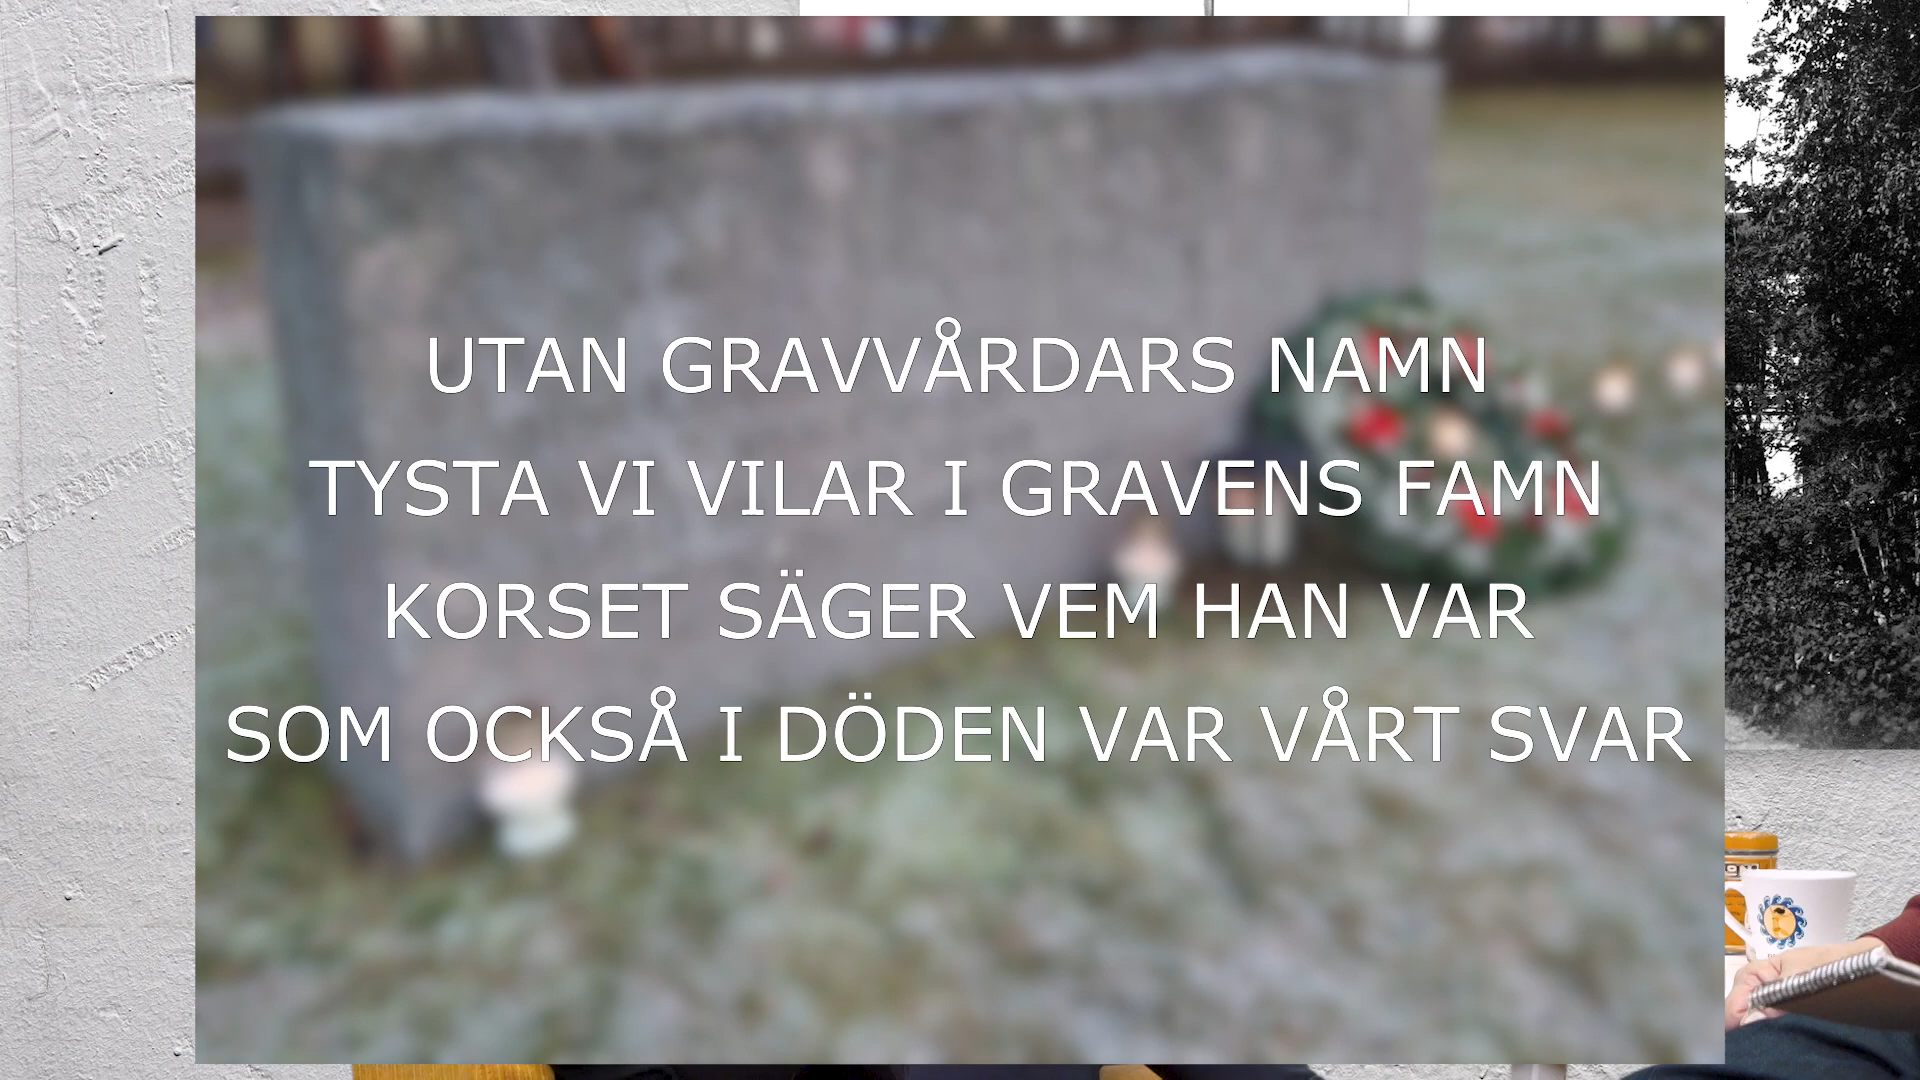 UTAN GRAVVÅRDARS NAMN
TYSTA VI VILAR I GRAVENS FAMN
KORSET SÄGER VEM HAN VAR
SOM OCKSÅ I DÖDEN VAR VÅRT SVAR